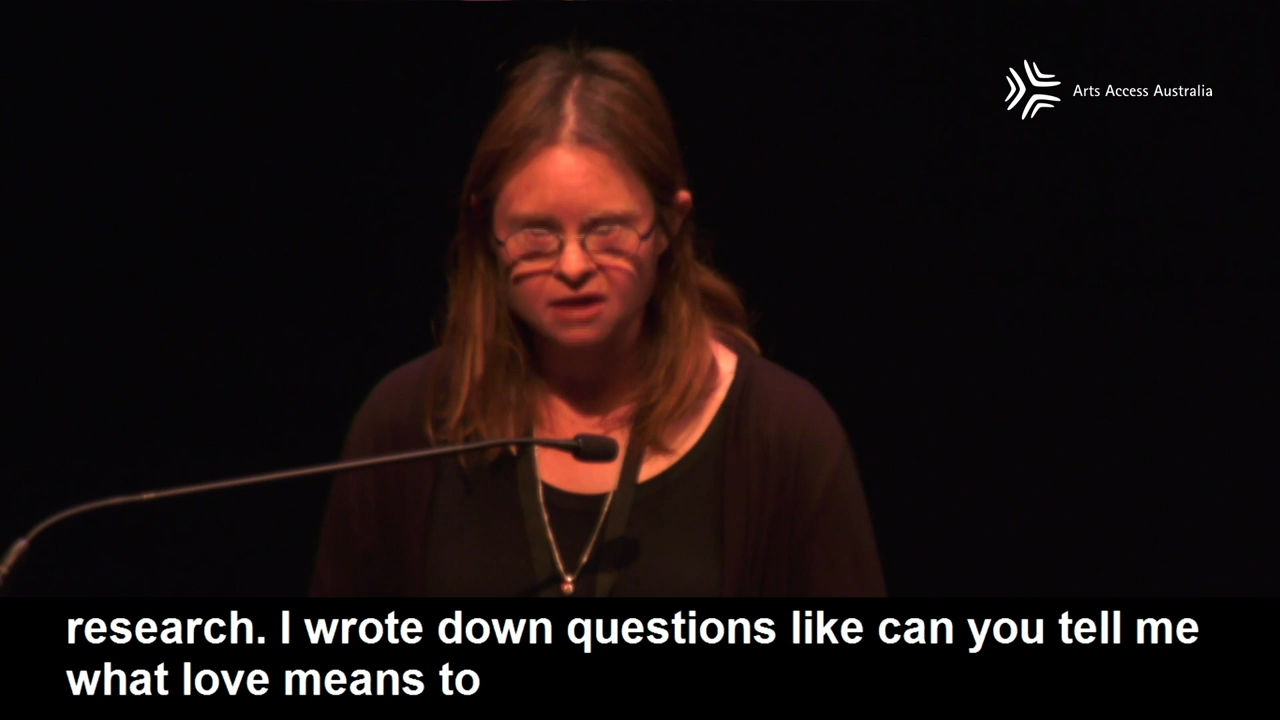 Arts Access Australia
research. I wrote down questions like can you tell me
what love means to